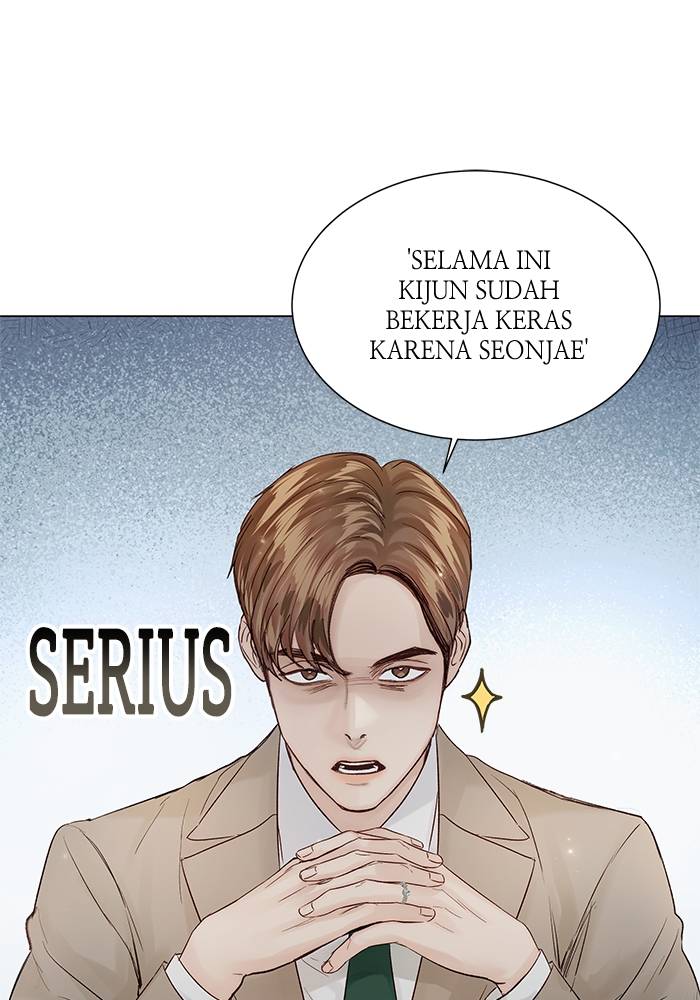 'SELAMA INI
KIJUN SUDAH
BEKERJA KERAS
KARENA SEONJAE'
SERIUS